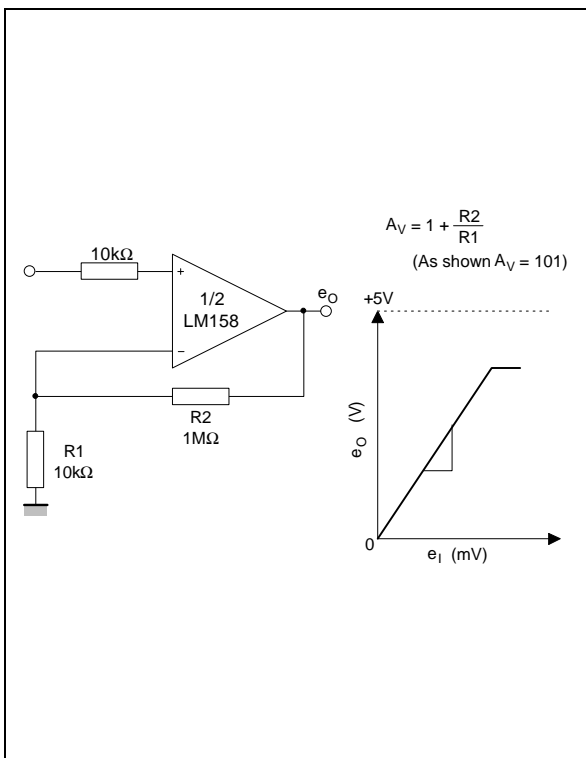 A_V = 1 + R2/R1
(As shown A_V = 101)
10kΩ
+
1/2
LM158
−
e_O
R2
1MΩ
R1
10kΩ
+5V
e_O (V)
0
e_I (mV)